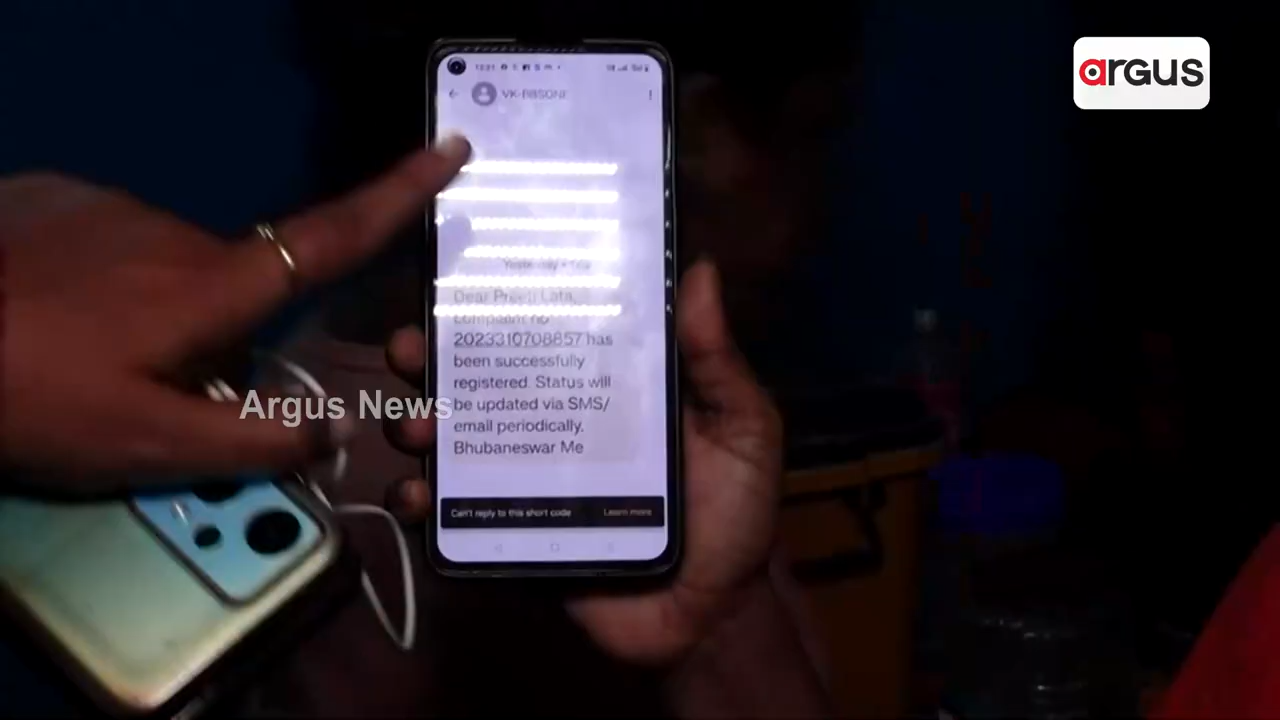 argus
Dear Preeti Lata,
complaint no
2023310708857 has
been successfully
registered. Status will
be updated via SMS/
email periodically.
Bhubaneswar Me
Argus News
Can't reply to this short code
Learn more